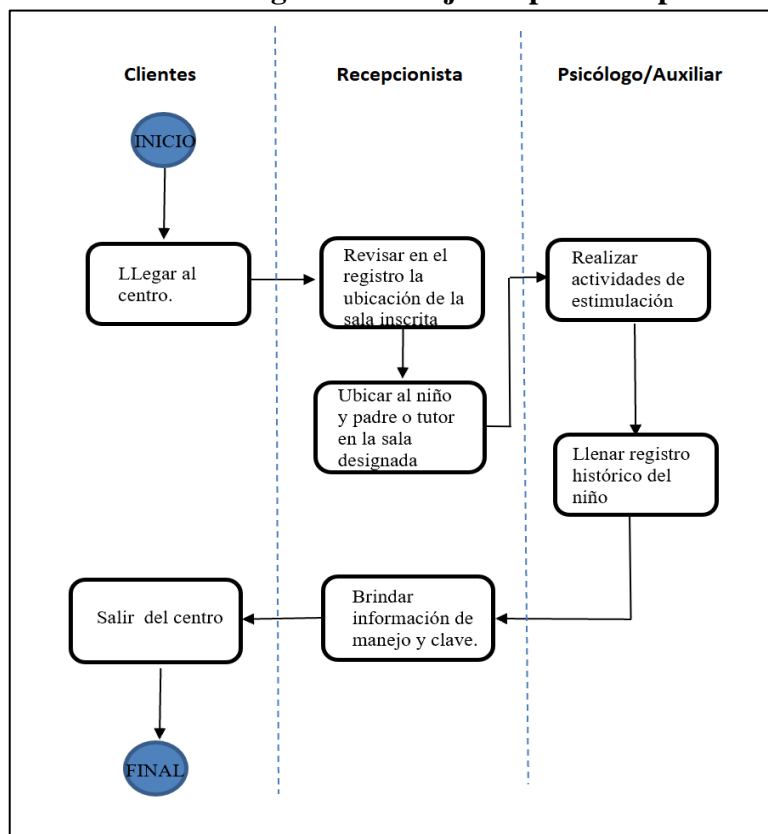 Clientes
Recepcionista
Psicólogo/Auxiliar
INICIO
LLegar al
centro.
Revisar en el
registro la
ubicación de la
sala inscrita
Realizar
actividades de
estimulación
Ubicar al niño
y padre o tutor
en la sala
designada
Llenar registro
histórico del
niño
Brindar
información de
manejo y clave.
Salir del centro
FINAL